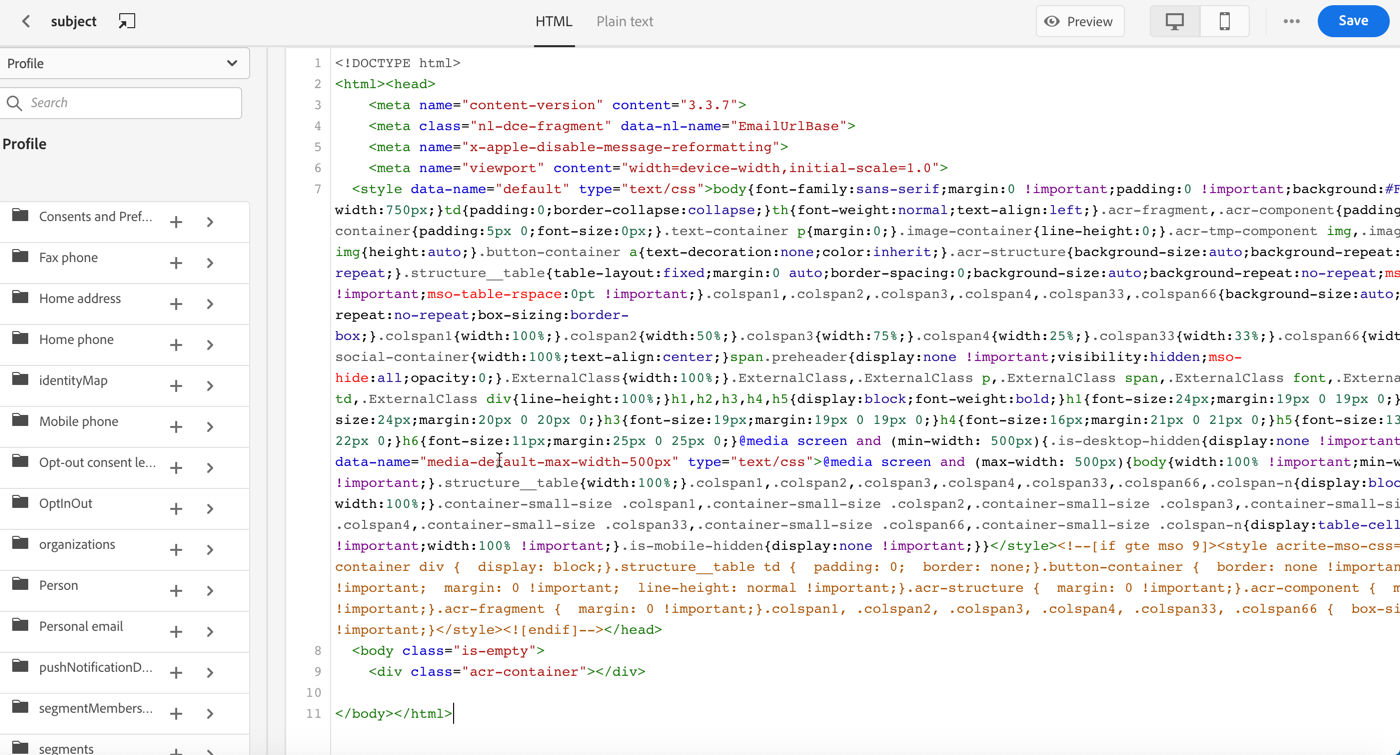 subject
HTML
Plain text
Preview
Save
Profile
Search
Profile
Consents and Pref...
Fax phone
Home address
Home phone
identityMap
Mobile phone
Opt-out consent le...
OptInOut
organizations
Person
Personal email
pushNotificationD...
segmentMembers...
segments
1 <!DOCTYPE html>
2 <html><head>
3 <meta name="content-version" content="3.3.7">
4 <meta class="nl-dce-fragment" data-nl-name="EmailUrlBase">
5 <meta name="x-apple-disable-message-reformatting">
6 <meta name="viewport" content="width=device-width,initial-scale=1.0">
7 <style data-name="default" type="text/css">body{font-family:sans-serif;margin:0 !important;padding:0 !important;background:#F
width:750px;}td{padding:0;border-collapse:collapse;}th{font-weight:normal;text-align:left;}.acr-fragment,.acr-component{padding
container{padding:5px 0;font-size:0px;}.text-container p{margin:0;}.image-container{line-height:0;}.acr-tmp-component img,.imag
img{height:auto;}.button-container a{text-decoration:none;color:inherit;}.acr-structure{background-size:auto;background-repeat:
repeat;}.structure__table{table-layout:fixed;margin:0 auto;border-spacing:0;background-size:auto;background-repeat:no-repeat;ms
!important;mso-table-rspace:0pt !important;}.colspan1,.colspan2,.colspan3,.colspan4,.colspan33,.colspan66{background-size:auto;
repeat:no-repeat;box-sizing:border-
box;}.colspan1{width:100%;}.colspan2{width:50%;}.colspan3{width:75%;}.colspan4{width:25%;}.colspan33{width:33%;}.colspan66{widt
social-container{width:100%;text-align:center;}span.preheader{display:none !important;visibility:hidden;mso-
hide:all;opacity:0;}.ExternalClass{width:100%;}.ExternalClass,.ExternalClass p,.ExternalClass span,.ExternalClass font,.Externa
td,.ExternalClass div{line-height:100%;}h1,h2,h3,h4,h5{display:block;font-weight:bold;}h1{font-size:24px;margin:19px 0 19px 0;}
size:24px;margin:20px 0 20px 0;}h3{font-size:19px;margin:19px 0 19px 0;}h4{font-size:16px;margin:21px 0 21px 0;}h5{font-size:13
22px 0;}h6{font-size:11px;margin:25px 0 25px 0;}@media screen and (min-width: 500px){.is-desktop-hidden{display:none !important
data-name="media-default-max-width-500px" type="text/css">@media screen and (max-width: 500px){body{width:100% !important;min-w
!important;}.structure__table{width:100%;}.colspan1,.colspan2,.colspan3,.colspan4,.colspan33,.colspan66,.colspan-n{display:bloc
width:100%;}.container-small-size .colspan1,.container-small-size .colspan2,.container-small-size .colspan3,.container-small-si
.colspan4,.container-small-size .colspan33,.container-small-size .colspan66,.container-small-size .colspan-n{display:table-cell
!important;width:100% !important;}.is-mobile-hidden{display:none !important;}}</style><!--[if gte mso 9]><style acrite-mso-css=
container div {  display: block;}.structure__table td {  padding: 0;  border: none;}.button-container {  border: none !importan
!important;  margin: 0 !important;  line-height: normal !important;}.acr-structure {  margin: 0 !important;}.acr-component {  m
!important;}.acr-fragment {  margin: 0 !important;}.colspan1, .colspan2, .colspan3, .colspan4, .colspan33, .colspan66 {  box-si
!important;}</style><![endif]--></head>
8 <body class="is-empty">
9 <div class="acr-container"></div>
10
11 </body></html>